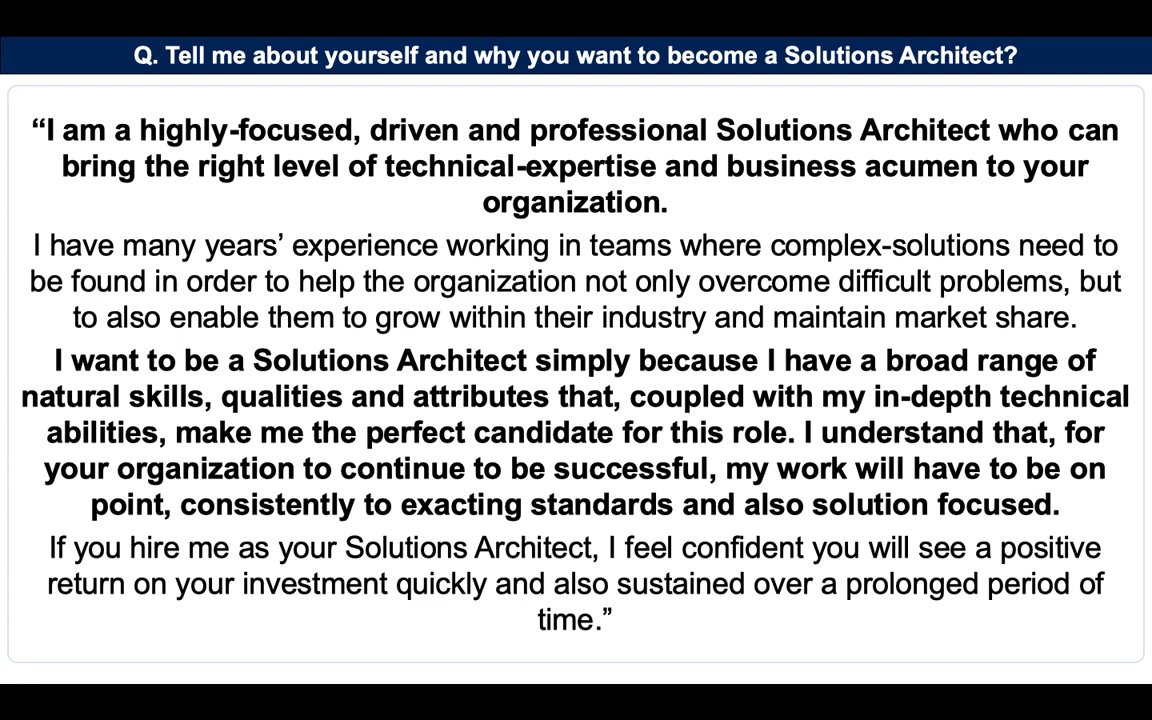 Q. Tell me about yourself and why you want to become a Solutions Architect?
“I am a highly-focused, driven and professional Solutions Architect who can
bring the right level of technical-expertise and business acumen to your
organization.
I have many years’ experience working in teams where complex-solutions need to
be found in order to help the organization not only overcome difficult problems, but
to also enable them to grow within their industry and maintain market share.
I want to be a Solutions Architect simply because I have a broad range of
natural skills, qualities and attributes that, coupled with my in-depth technical
abilities, make me the perfect candidate for this role. I understand that, for
your organization to continue to be successful, my work will have to be on
point, consistently to exacting standards and also solution focused.
If you hire me as your Solutions Architect, I feel confident you will see a positive
return on your investment quickly and also sustained over a prolonged period of
time.”